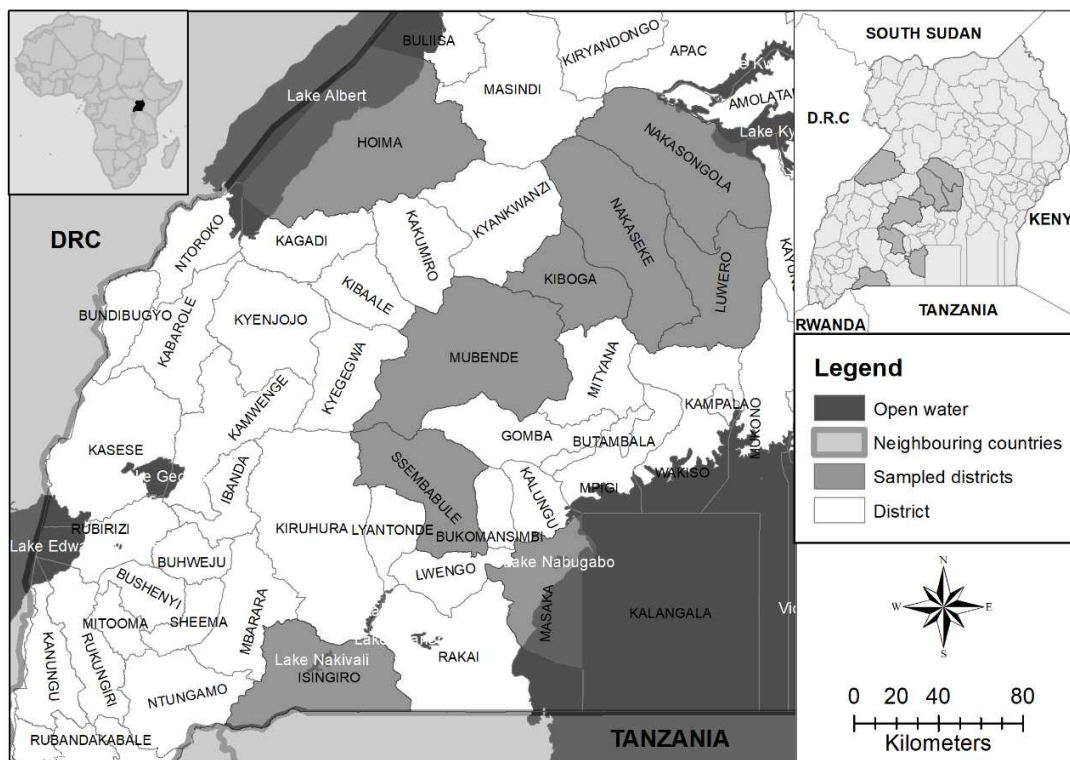 BULIISA
KIRYANDONGO
APAC
Lake Albert
MASINDI
AMOLATAR
HOIMA
NAKASONGOLA
DRC
NTOROKO
KAGADI
KAKUMIRO
KYANKWANZI
NAKASEKE
KIBOGA
LUWERO
KIBAALE
BUNDIBUGYO
KABAROLE
KYENJOJO
MUBENDE
MITYANA
KYEGEGWA
KAMWENGE
KAMPALA
MUKONO
KASESE
GOMBA
BUTAMBALA
IBANDA
SSEMBABULE
KALUNGU
WAKISO
MPIGI
RUBIRIZI
KIRUHURA
LYANTONDE
BUKOMANSIMBI
BUHWEJU
LWENGO
Lake Nabugabo
BUSHENYI
MITOOMA
SHEEMA
MBARARA
MASAKA
KALANGALA
KANUNGU
RUKUNGIRI
Lake Nakivali
RAKAI
ISINGIRO
NTUNGAMO
RUBANDA
KABALE
TANZANIA
SOUTH SUDAN
D.R.C
KENY
TANZANIA
RWANDA
Legend
Open water
Neighbouring countries
Sampled districts
District
N
W E
S
0 20 40 80
Kilometers